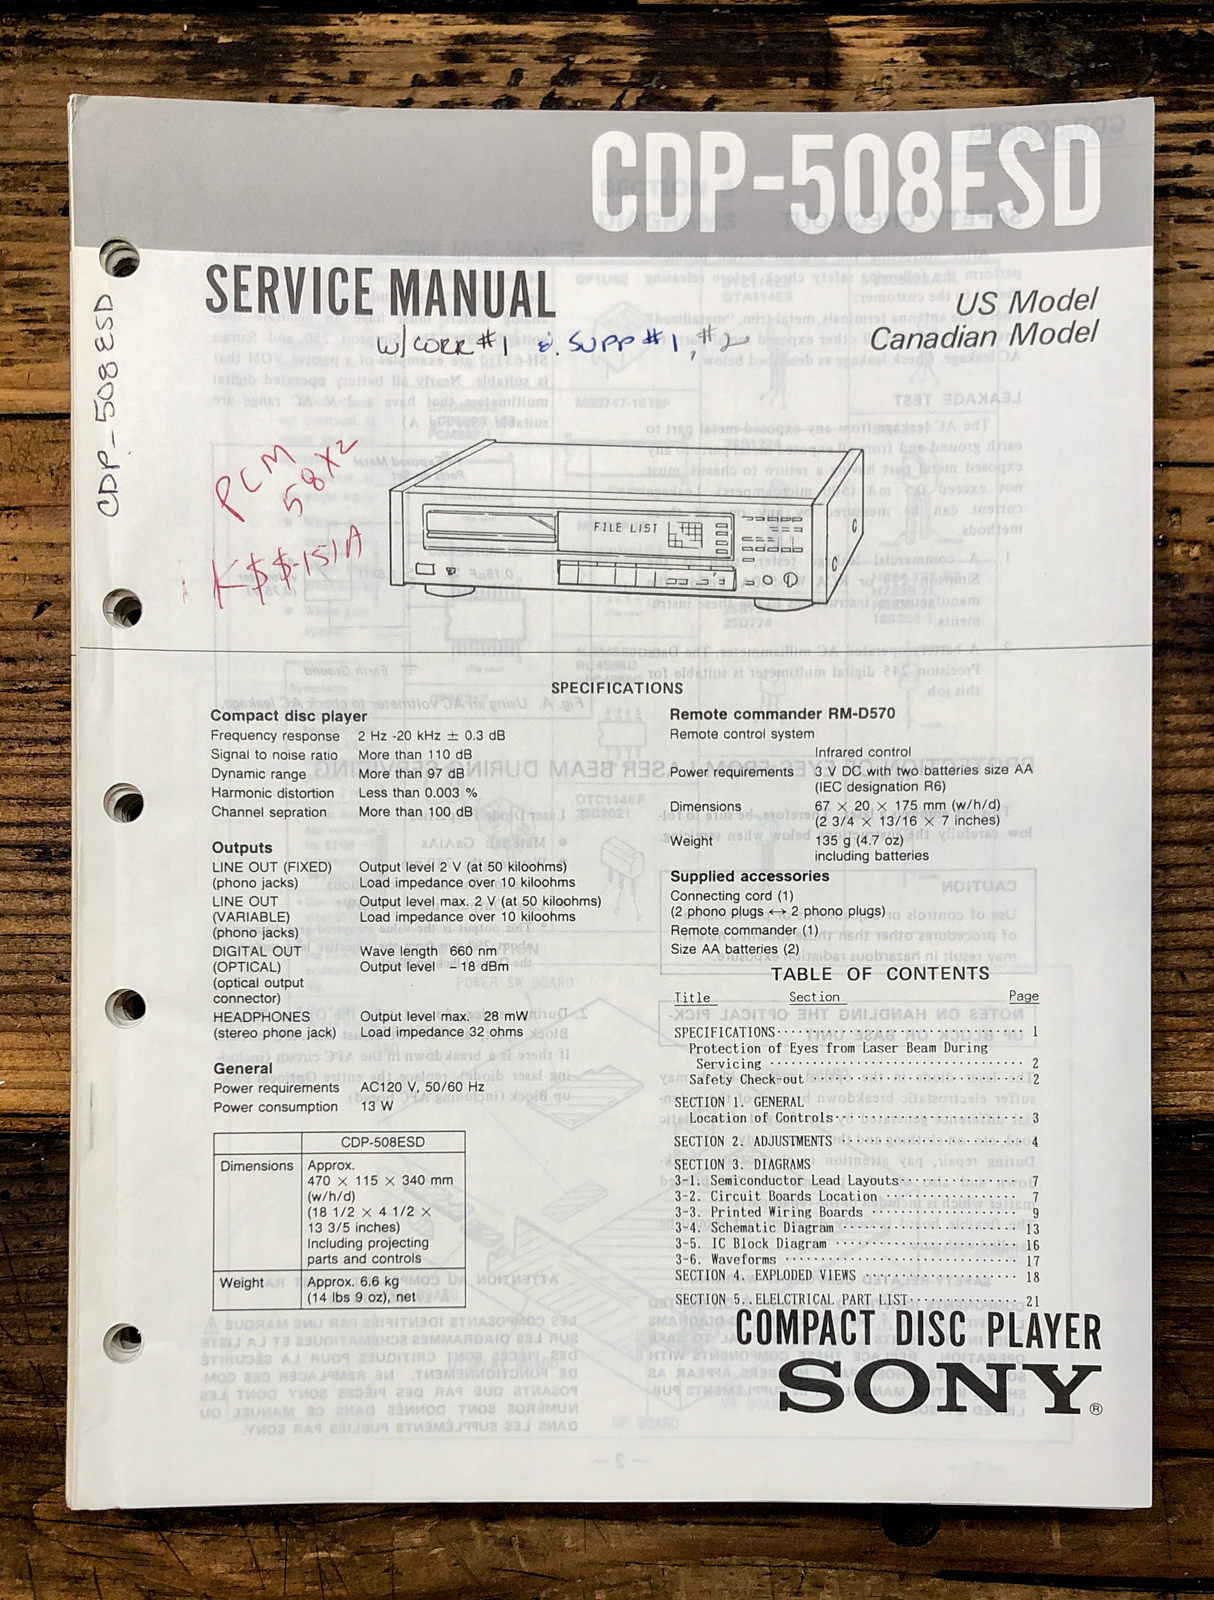 CDP-508ESD
SERVICE MANUAL
US Model
Canadian Model
w/CORR #1 & SUPP #1, #2
CDP-508ESD
PCM
58X2
K$$-151A
FILE LIST
SPECIFICATIONS
Compact disc player
Frequency response 2 Hz -20 kHz ± 0.3 dB
Signal to noise ratio More than 110 dB
Dynamic range More than 97 dB
Harmonic distortion Less than 0.003 %
Channel sepration More than 100 dB
Outputs
LINE OUT (FIXED) Output level 2 V (at 50 kiloohms)
(phono jacks) Load impedance over 10 kiloohms
LINE OUT Output level max. 2 V (at 50 kiloohms)
(VARIABLE) Load impedance over 10 kiloohms
(phono jacks)
DIGITAL OUT Wave length 660 nm
(OPTICAL) Output level −18 dBm
(optical output
connector)
HEADPHONES Output level max. 28 mW
(stereo phone jack) Load impedance 32 ohms
General
Power requirements AC120 V, 50/60 Hz
Power consumption 13 W
CDP-508ESD
Dimensions Approx.
470 × 115 × 340 mm
(w/h/d)
(18 1/2 × 4 1/2 ×
13 3/5 inches)
Including projecting
parts and controls
Weight Approx. 6.6 kg
(14 lbs 9 oz), net
Remote commander RM-D570
Remote control system
Infrared control
Power requirements 3 V DC with two batteries size AA
(IEC designation R6)
Dimensions 67 × 20 × 175 mm (w/h/d)
(2 3/4 × 13/16 × 7 inches)
Weight 135 g (4.7 oz)
including batteries
Supplied accessories
Connecting cord (1)
(2 phono plugs ↔ 2 phono plugs)
Remote commander (1)
Size AA batteries (2)
TABLE OF CONTENTS
Title Section Page
SPECIFICATIONS 1
Protection of Eyes from Laser Beam During
Servicing 2
Safety Check-out 2
SECTION 1. GENERAL
Location of Controls 3
SECTION 2. ADJUSTMENTS 4
SECTION 3. DIAGRAMS
3-1. Semiconductor Lead Layouts 7
3-2. Circuit Boards Location 7
3-3. Printed Wiring Boards 9
3-4. Schematic Diagram 13
3-5. IC Block Diagram 16
3-6. Waveforms 17
SECTION 4. EXPLODED VIEWS 18
SECTION 5..ELELCTRICAL PART LIST 21
COMPACT DISC PLAYER
SONY®